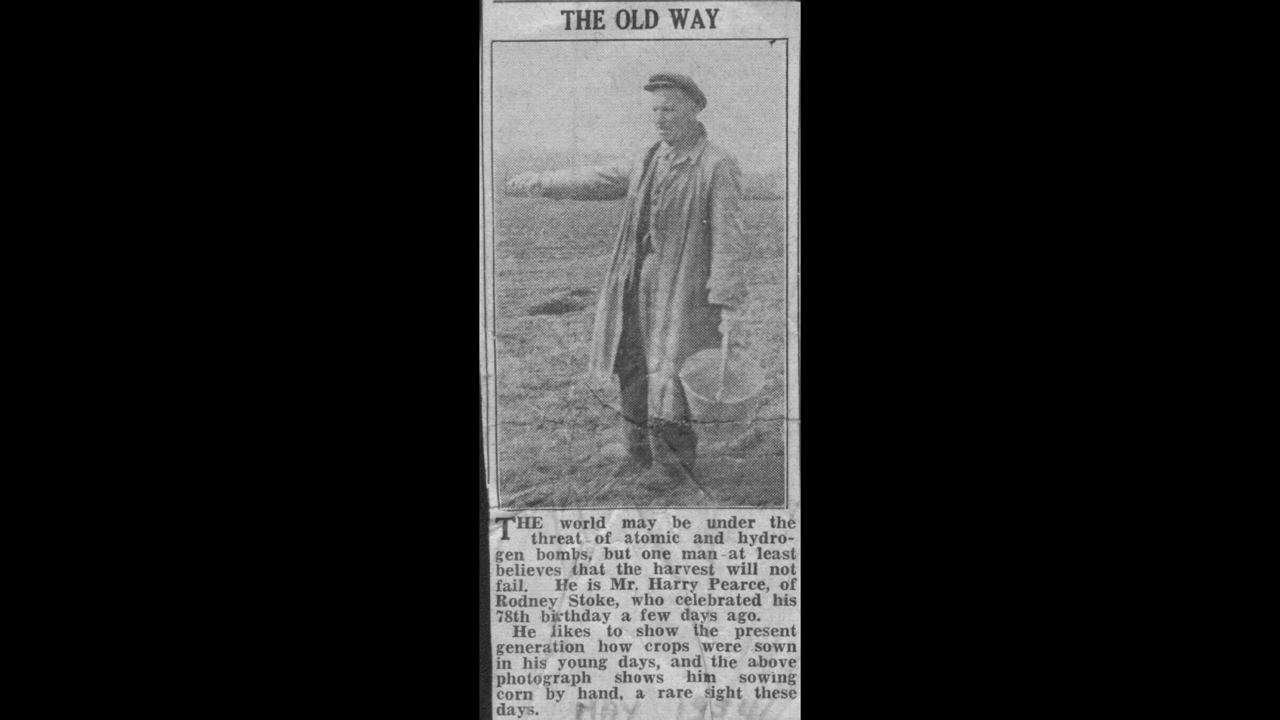 THE OLD WAY
THE world may be under the
threat of atomic and hydro-
gen bombs, but one man at least
believes that the harvest will not
fail. He is Mr. Harry Pearce, of
Rodney Stoke, who celebrated his
78th birthday a few days ago.
He likes to show the present
generation how crops were sown
in his young days, and the above
photograph shows him sowing
corn by hand, a rare sight these
days.
MAY